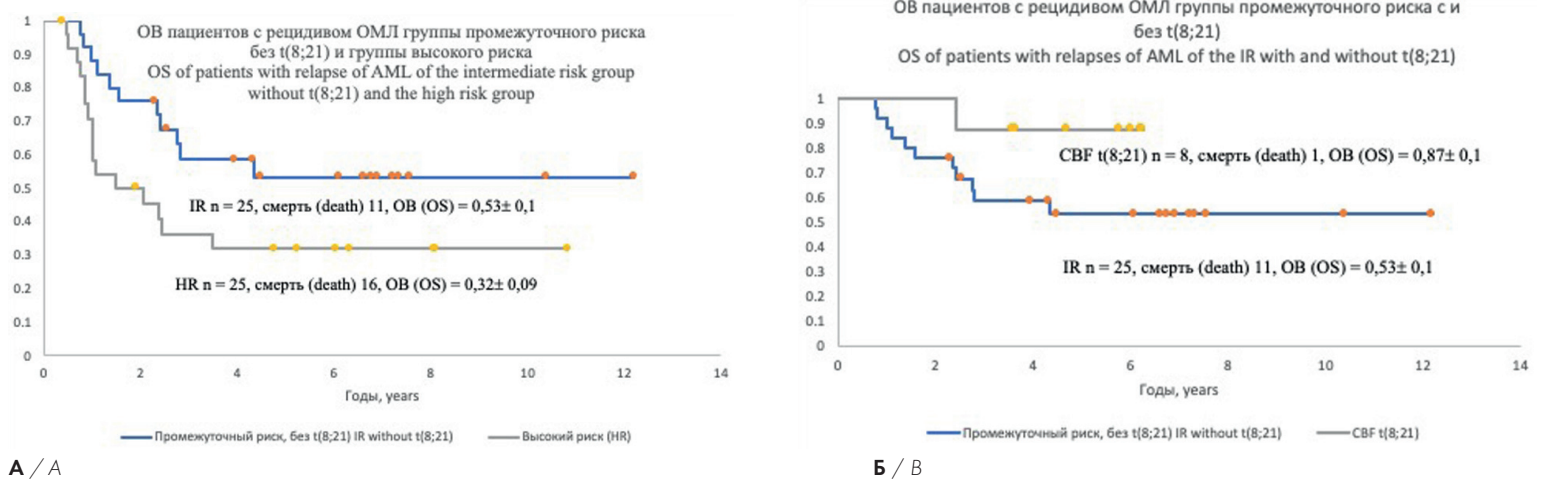 ОВ пациентов с рецидивом ОМЛ группы промежуточного риска
без t(8;21) и группы высокого риска
OS of patients with relapse of AML of the intermediate risk group
without t(8;21) and the high risk group
1
0.9
0.8
0.7
0.6
0.5
0.4
0.3
0.2
0.1
0
IR n = 25, смерть (death) 11, ОВ (OS) = 0,53± 0,1
HR n = 25, смерть (death) 16, ОВ (OS) = 0,32± 0,09
0 2 4 6 8 10 12 14
Годы, years
Промежуточный риск, без t(8;21) IR without t(8;21) Высокий риск (HR)
А / A
ОВ пациентов с рецидивом ОМЛ группы промежуточного риска с и
без t(8;21)
OS of patients with relapses of AML of the IR with and without t(8;21)
1
0.9
0.8
0.7
0.6
0.5
0.4
0.3
0.2
0.1
0
CBF t(8;21) n = 8, смерть (death) 1, ОВ (OS) = 0,87± 0,1
IR n = 25, смерть (death) 11, ОВ (OS) = 0,53± 0,1
0 2 4 6 8 10 12 14
Годы, years
Промежуточный риск, без t(8;21) IR without t(8;21) CBF t(8;21)
Б / B